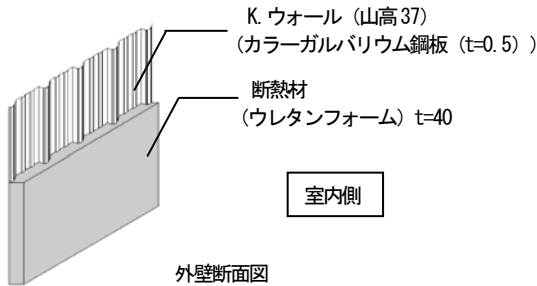 K.ウォール（山高37）
（カラーガルバリウム鋼板（t=0.5））
断熱材
（ウレタンフォーム）t=40
室内側
外壁断面図